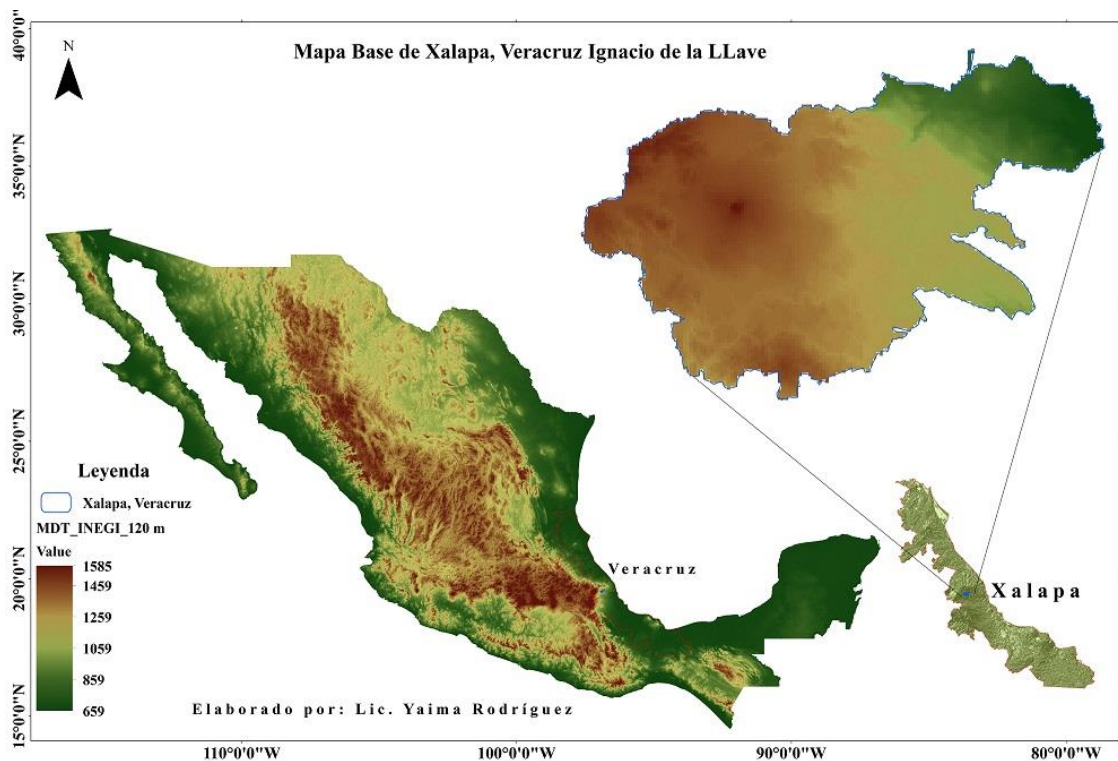 Mapa Base de Xalapa, Veracruz Ignacio de la LLave
N
40°0'0"N
35°0'0"N
30°0'0"N
25°0'0"N
20°0'0"N
15°0'0"N
Leyenda
Xalapa, Veracruz
MDT_INEGI_120 m
Value
1585
1459
1259
1059
859
659
Veracruz
Xalapa
Elaborado por: Lic. Yaima Rodríguez
110°0'0"W
100°0'0"W
90°0'0"W
80°0'0"W